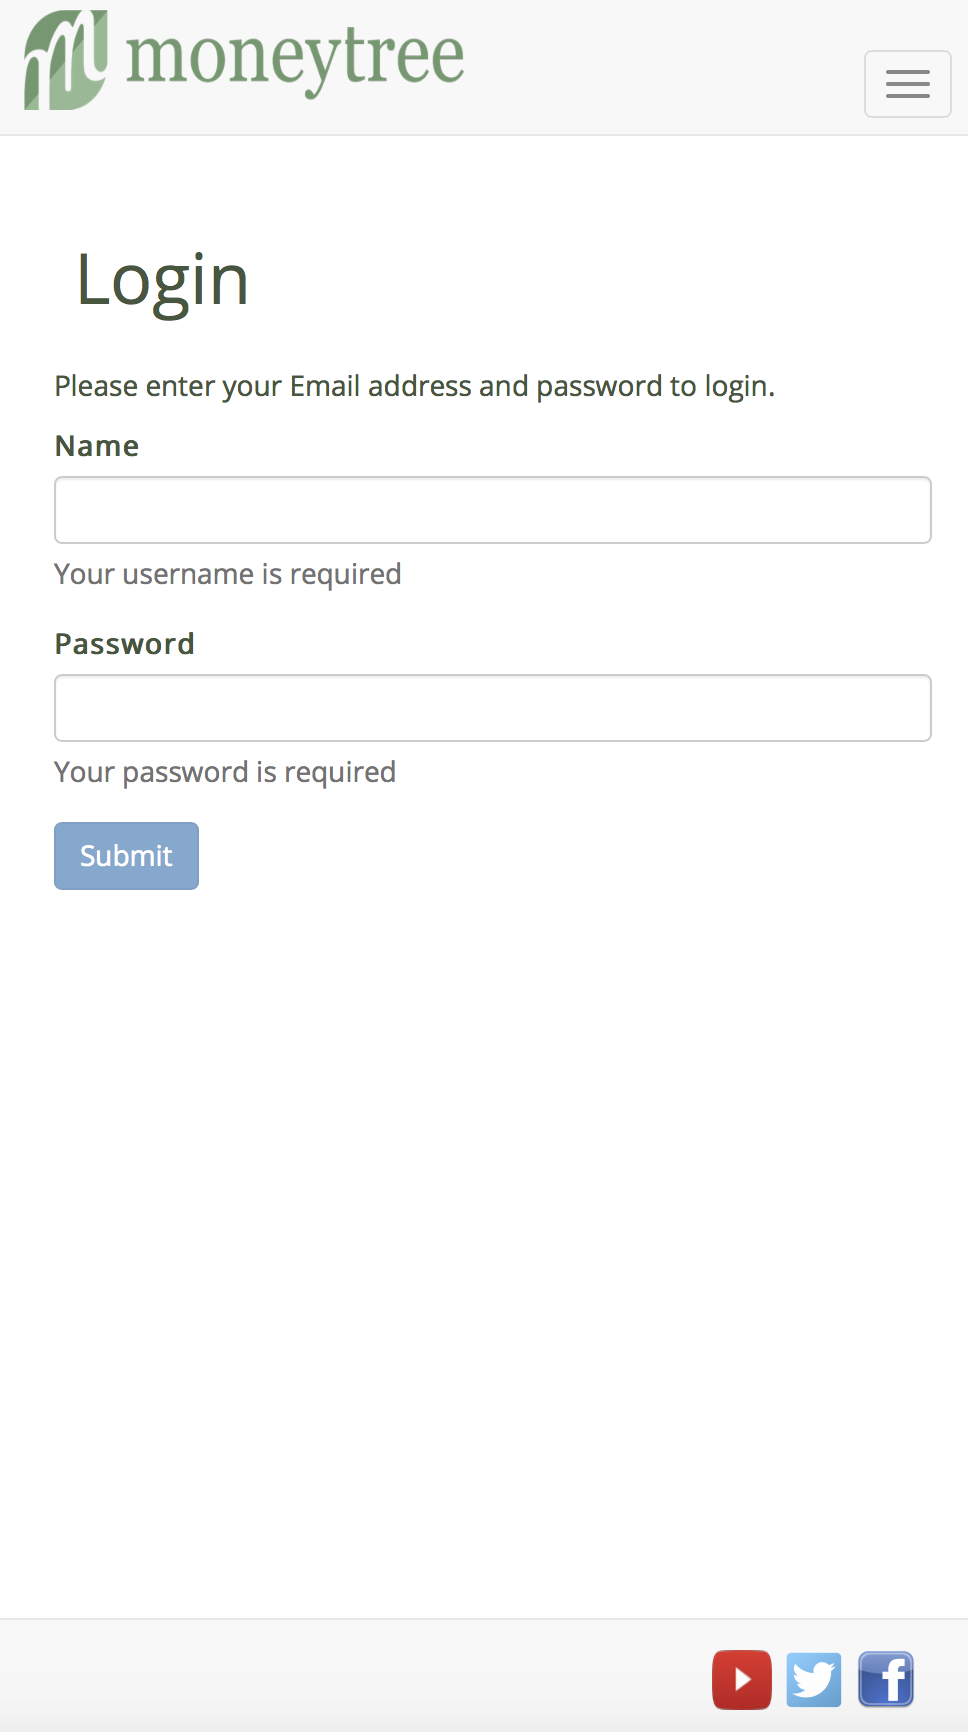 moneytree
Login
Please enter your Email address and password to login.
Name
Your username is required
Password
Your password is required
Submit